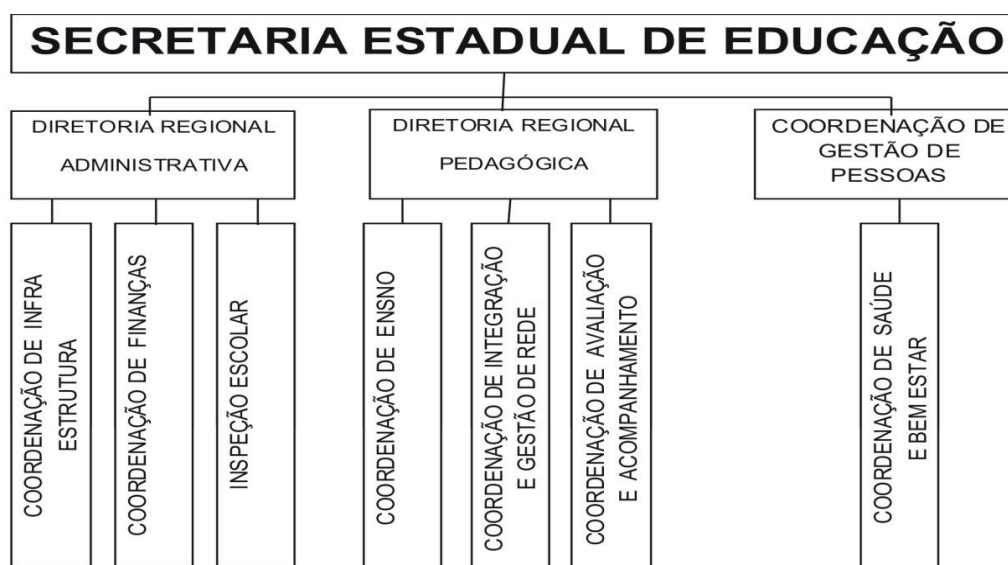 SECRETARIA ESTADUAL DE EDUCAÇÃO
DIRETORIA REGIONAL
ADMINISTRATIVA
DIRETORIA REGIONAL
PEDAGÓGICA
COORDENAÇÃO DE
GESTÃO DE
PESSOAS
COORDENAÇÃO DE INFRA
ESTRUTURA
COORDENAÇÃO DE FINANÇAS
INSPEÇÃO ESCOLAR
COORDENAÇÃO DE ENSNO
COORDENAÇÃO DE INTEGRAÇÃO
E GESTÃO DE REDE
COORDENAÇÃO DE AVALIAÇÃO
E ACOMPANHAMENTO
COORDENAÇÃO DE SAÚDE
E BEM ESTAR